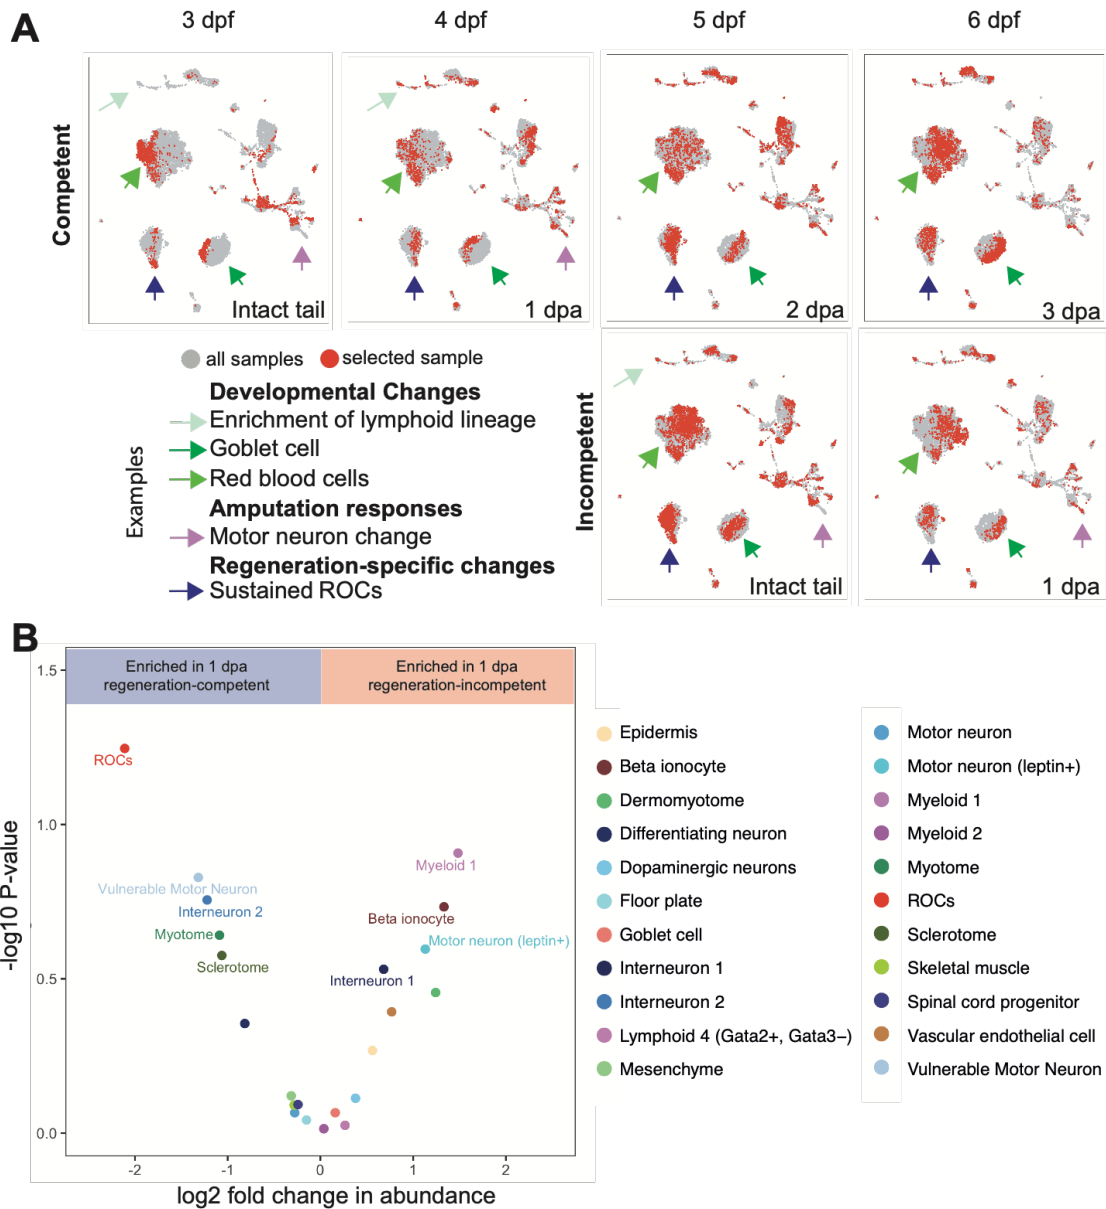 A
3 dpf
4 dpf
5 dpf
6 dpf
Competent
Intact tail
1 dpa
2 dpa
3 dpa
all samples
selected sample
Developmental Changes
Enrichment of lymphoid lineage
Goblet cell
Red blood cells
Amputation responses
Motor neuron change
Regeneration-specific changes
Sustained ROCs
Examples
Incompetent
Intact tail
1 dpa
B
Enriched in 1 dpa
regeneration-competent
Enriched in 1 dpa
regeneration-incompetent
1.5
1.0
0.5
0.0
-log10 P-value
ROCs
Myeloid 1
Vulnerable Motor Neuron
Interneuron 2
Beta ionocyte
Myotome
Motor neuron (leptin+)
Sclerotome
Interneuron 1
-2
-1
0
1
2
log2 fold change in abundance
Epidermis
Beta ionocyte
Dermomyotome
Differentiating neuron
Dopaminergic neurons
Floor plate
Goblet cell
Interneuron 1
Interneuron 2
Lymphoid 4 (Gata2+, Gata3−)
Mesenchyme
Motor neuron
Motor neuron (leptin+)
Myeloid 1
Myeloid 2
Myotome
ROCs
Sclerotome
Skeletal muscle
Spinal cord progenitor
Vascular endothelial cell
Vulnerable Motor Neuron